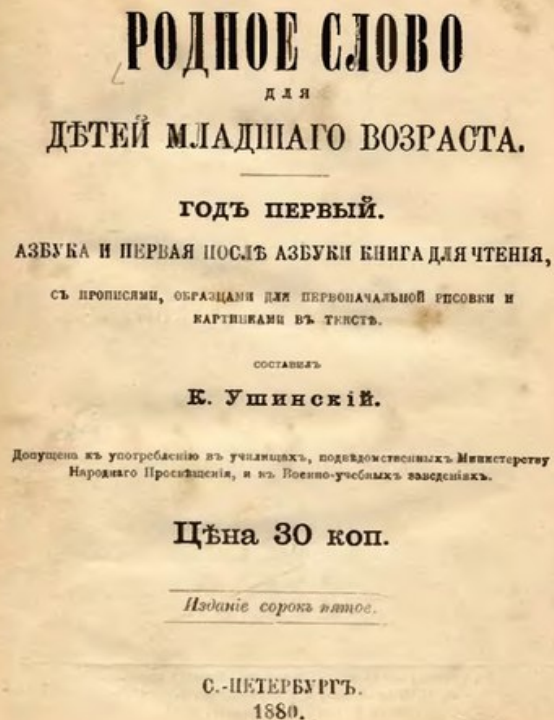 РОДНОЕ СЛОВО
ДЛЯ
ДѢТЕЙ МЛАДШАГО ВОЗРАСТА.
ГОДЪ ПЕРВЫЙ.
АЗБУКА И ПЕРВАЯ ПОСЛѢ АЗБУКИ КНИГА ДЛЯ ЧТЕНІЯ,
СЪ ПРОПИСЯМИ, ОБРАЗЦАМИ ДЛЯ ПЕРВОНАЧАЛЬНОЙ РИСОВКИ И
КАРТИНКАМИ ВЪ ТЕКСТѢ.
СОСТАВИЛЪ
К. Ушинскій.
Допущена къ употребленію въ училищахъ, подвѣдомственныхъ Министерству
Народнаго Просвѣщенія, и въ Военно-учебныхъ заведеніяхъ.
Цѣна 30 коп.
Изданіе сорокъ пятое.
С.-ПЕТЕРБУРГЪ.
1880.